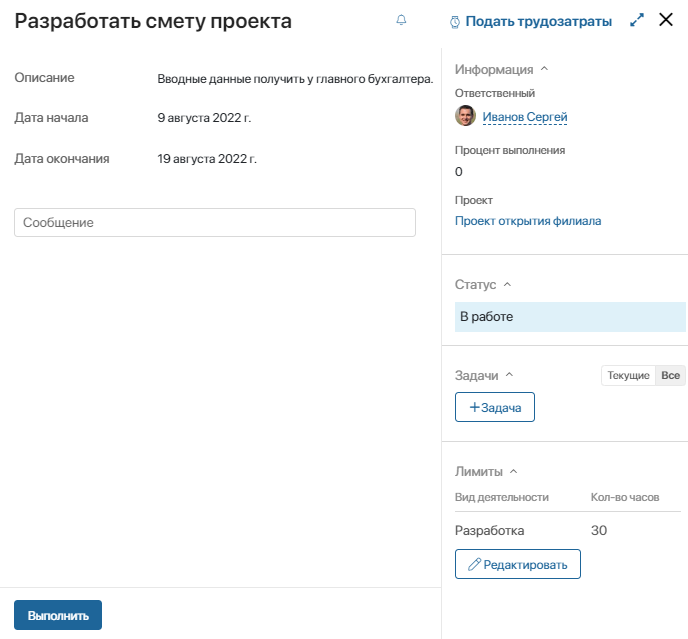 Разработать смету проекта
Подать трудозатраты
Описание
Вводные данные получить у главного бухгалтера.
Дата начала
9 августа 2022 г.
Дата окончания
19 августа 2022 г.
Сообщение
Выполнить
Информация
Ответственный
Иванов Сергей
Процент выполнения
0
Проект
Проект открытия филиала
Статус
В работе
Задачи
Текущие Все
+Задача
Лимиты
Вид деятельности Кол-во часов
Разработка 30
Редактировать